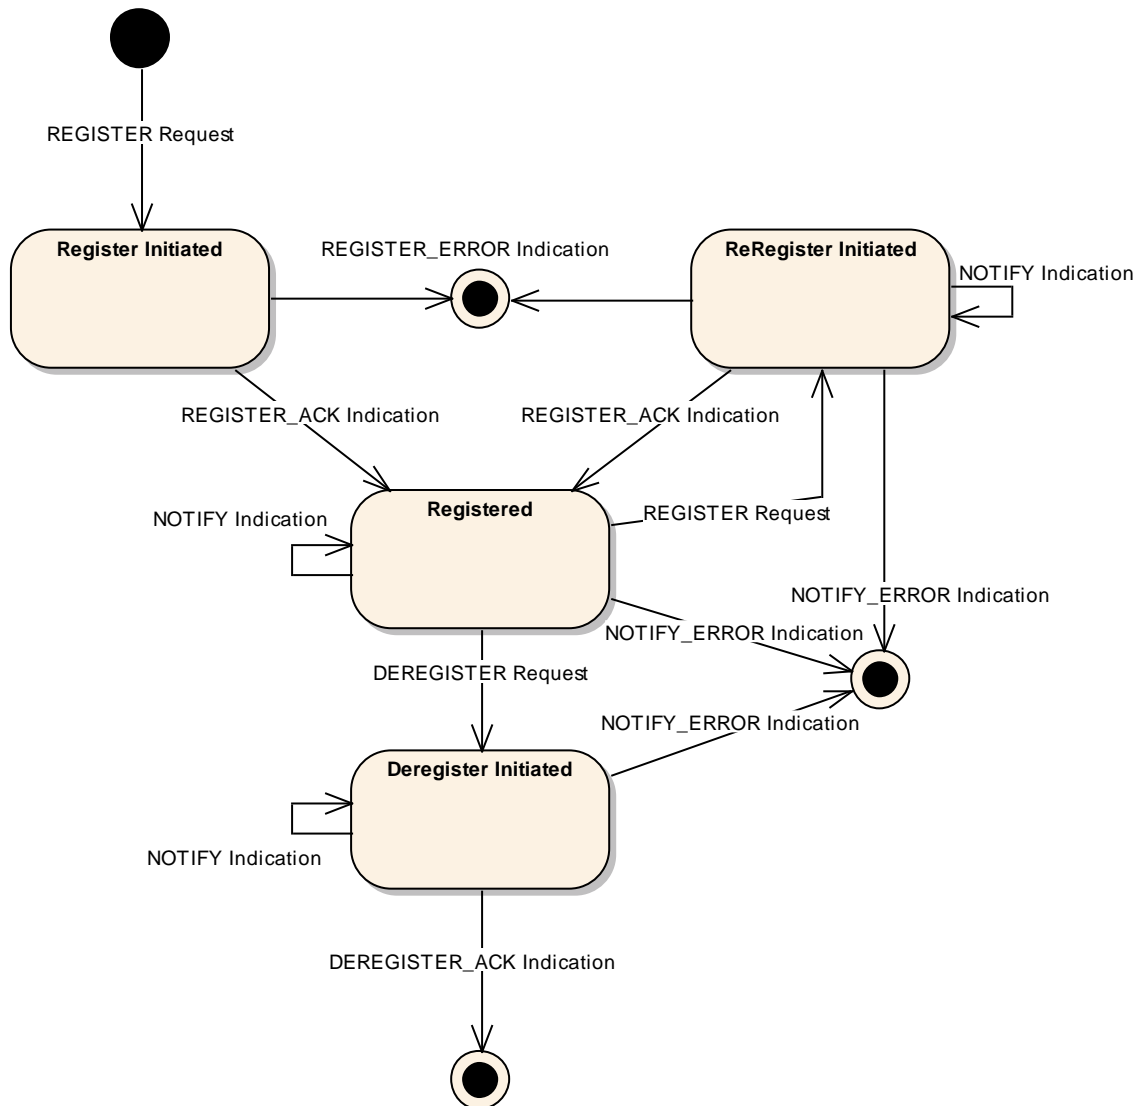 REGISTER Request
Register Initiated
REGISTER_ERROR Indication
ReRegister Initiated
NOTIFY Indication
REGISTER_ACK Indication
REGISTER_ACK Indication
Registered
NOTIFY Indication
REGISTER Request
NOTIFY_ERROR Indication
NOTIFY_ERROR Indication
DEREGISTER Request
NOTIFY_ERROR Indication
Deregister Initiated
NOTIFY Indication
DEREGISTER_ACK Indication